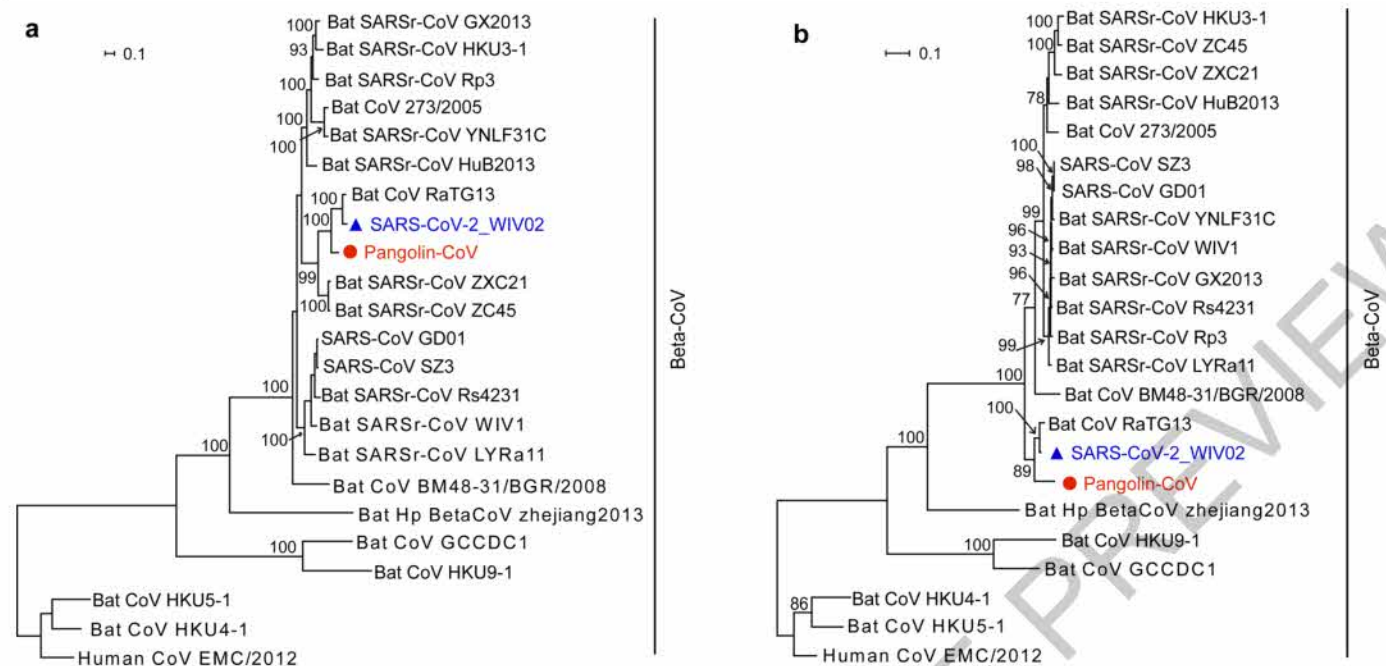 a
0.1
100
Bat SARSr-CoV GX2013
93
Bat SARSr-CoV HKU3-1
100
Bat SARSr-CoV Rp3
Bat CoV 273/2005
100
Bat SARSr-CoV YNLF31C
100
Bat SARSr-CoV HuB2013
100
Bat CoV RaTG13
100
SARS-CoV-2_WIV02
Pangolin-CoV
99
Bat SARSr-CoV ZXC21
100
Bat SARSr-CoV ZC45
SARS-CoV GD01
SARS-CoV SZ3
100
Bat SARSr-CoV Rs4231
Bat SARSr-CoV WIV1
100
100
Bat SARSr-CoV LYRa11
Bat CoV BM48-31/BGR/2008
Bat Hp BetaCoV zhejiang2013
100
Bat CoV GCCDC1
Bat CoV HKU9-1
Bat CoV HKU5-1
Bat CoV HKU4-1
Human CoV EMC/2012
Beta-CoV
b
0.1
100
Bat SARSr-CoV HKU3-1
100
Bat SARSr-CoV ZC45
Bat SARSr-CoV ZXC21
78
Bat SARSr-CoV HuB2013
Bat CoV 273/2005
100
SARS-CoV SZ3
98
SARS-CoV GD01
99
Bat SARSr-CoV YNLF31C
96
Bat SARSr-CoV WIV1
93
Bat SARSr-CoV GX2013
96
77
Bat SARSr-CoV Rs4231
Bat SARSr-CoV Rp3
99
Bat SARSr-CoV LYRa11
100
Bat CoV BM48-31/BGR/2008
100
Bat CoV RaTG13
100
SARS-CoV-2_WIV02
89
Pangolin-CoV
Bat Hp BetaCoV zhejiang2013
100
Bat CoV HKU9-1
Bat CoV GCCDC1
86
Bat CoV HKU4-1
Bat CoV HKU5-1
Human CoV EMC/2012
Beta-CoV
PREVIEW